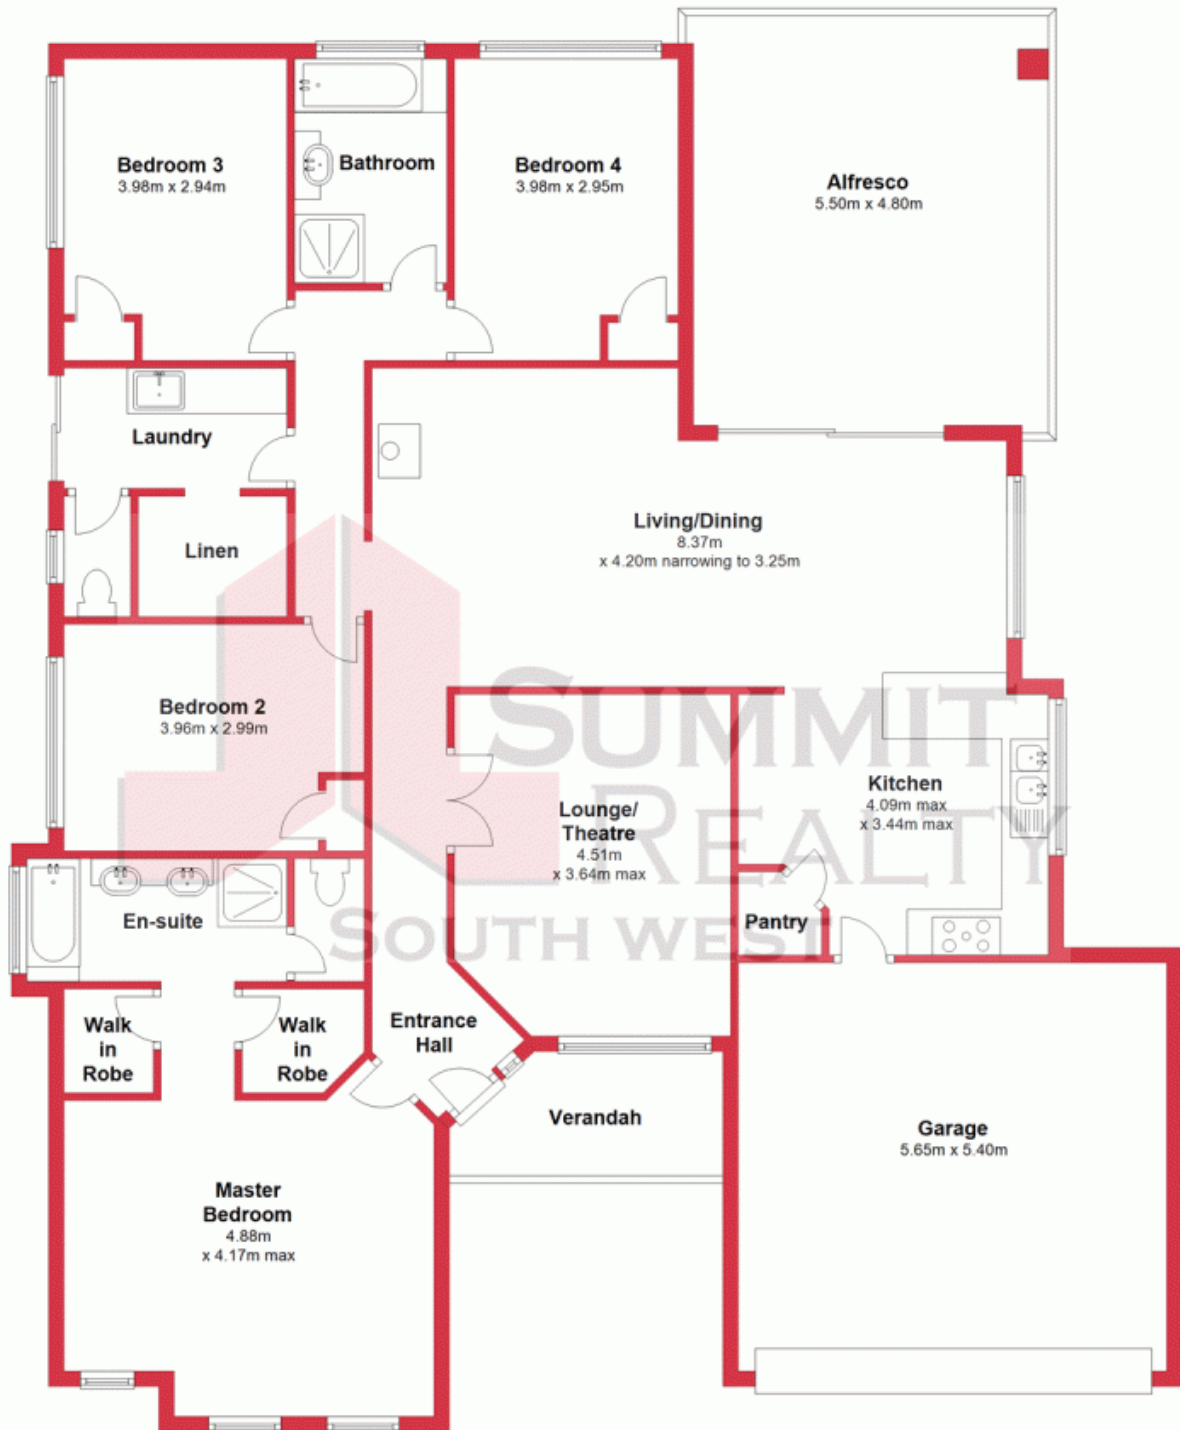 Bedroom 3
3.98m x 2.94m
Bathroom
Bedroom 4
3.98m x 2.95m
Alfresco
5.50m x 4.80m
Laundry
Linen
Living/Dining
8.37m
x 4.20m narrowing to 3.25m
Bedroom 2
3.96m x 2.99m
SUMMIT
REALTY
SOUTH WEST
Lounge/
Theatre
4.51m
x 3.64m max
Kitchen
4.09m max
x 3.44m max
Pantry
En-suite
Walk
in
Robe
Walk
in
Robe
Entrance
Hall
Verandah
Garage
5.65m x 5.40m
Master
Bedroom
4.88m
x 4.17m max